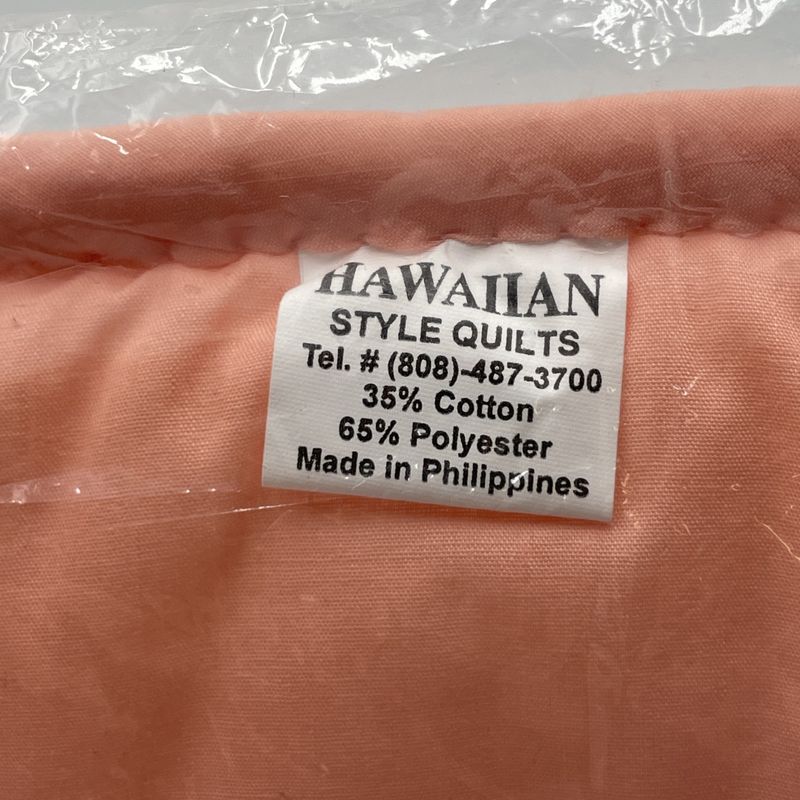 HAWAIIAN
STYLE QUILTS
Tel. # (808)-487-3700
35% Cotton
65% Polyester
Made in Philippines